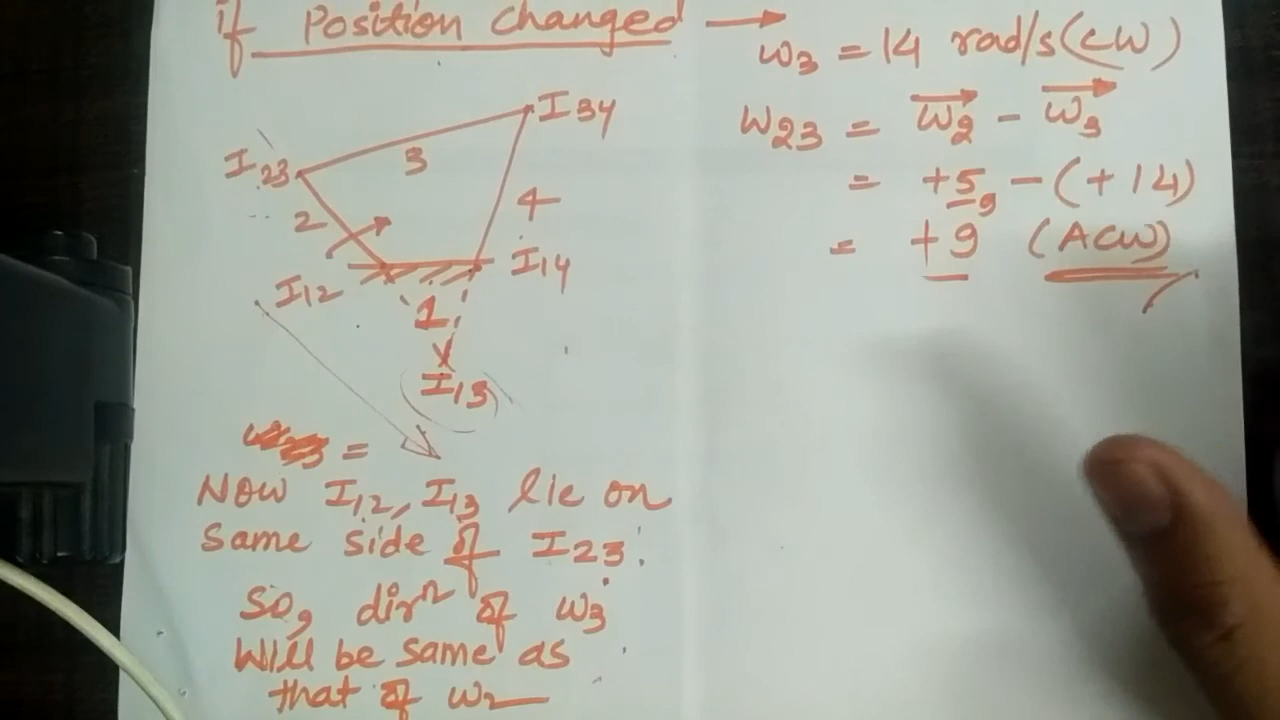 if Position changed →
ω3 = 14 rad/s (CW)
ω23 = ω2 - ω3
= +5 - (+14)
= +9 (ACW)
I34
I23
3
2
4
I12
I14
1
I13
=
Now I12, I13 lie on
same side of I23.
So, dirn of ω3
will be same as
that of ω2